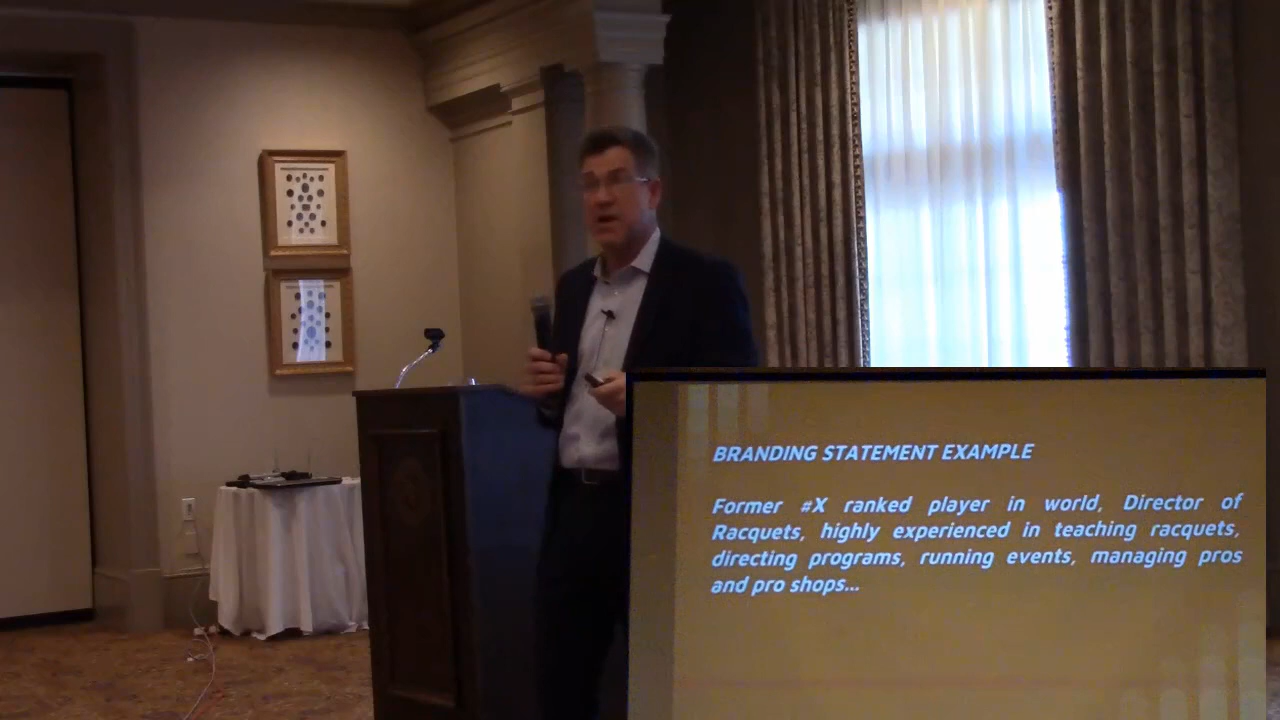 BRANDING STATEMENT EXAMPLE
Former #X ranked player in world, Director of
Racquets, highly experienced in teaching racquets,
directing programs, running events, managing pros
and pro shops...